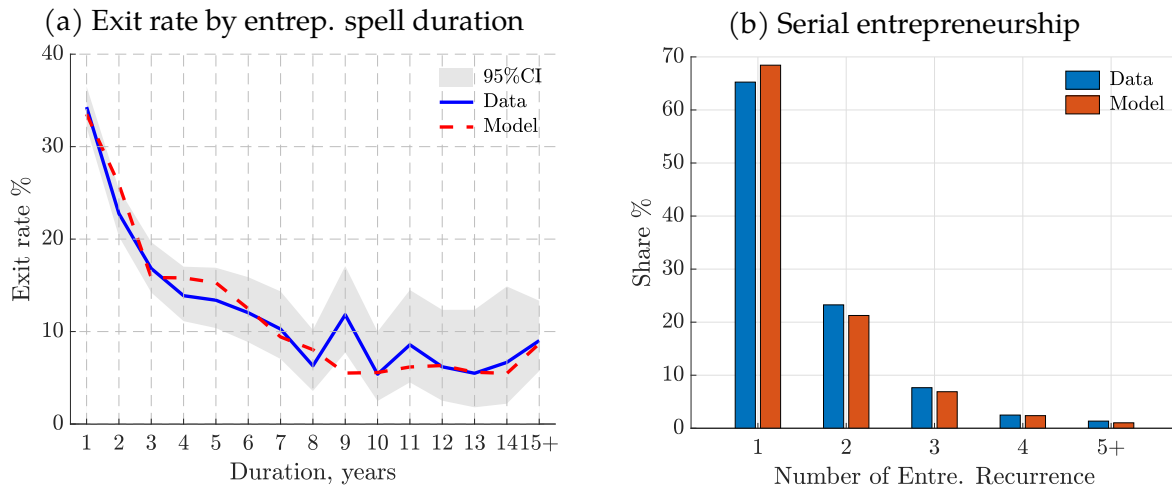 (a) Exit rate by entrep. spell duration
40
30
20
10
0
Exit rate %
95%CI
Data
Model
1 2 3 4 5 6 7 8 9 10 11 12 13 14 15+
Duration, years
(b) Serial entrepreneurship
70
60
50
40
30
20
10
0
Share %
Data
Model
1 2 3 4 5+
Number of Entre. Recurrence